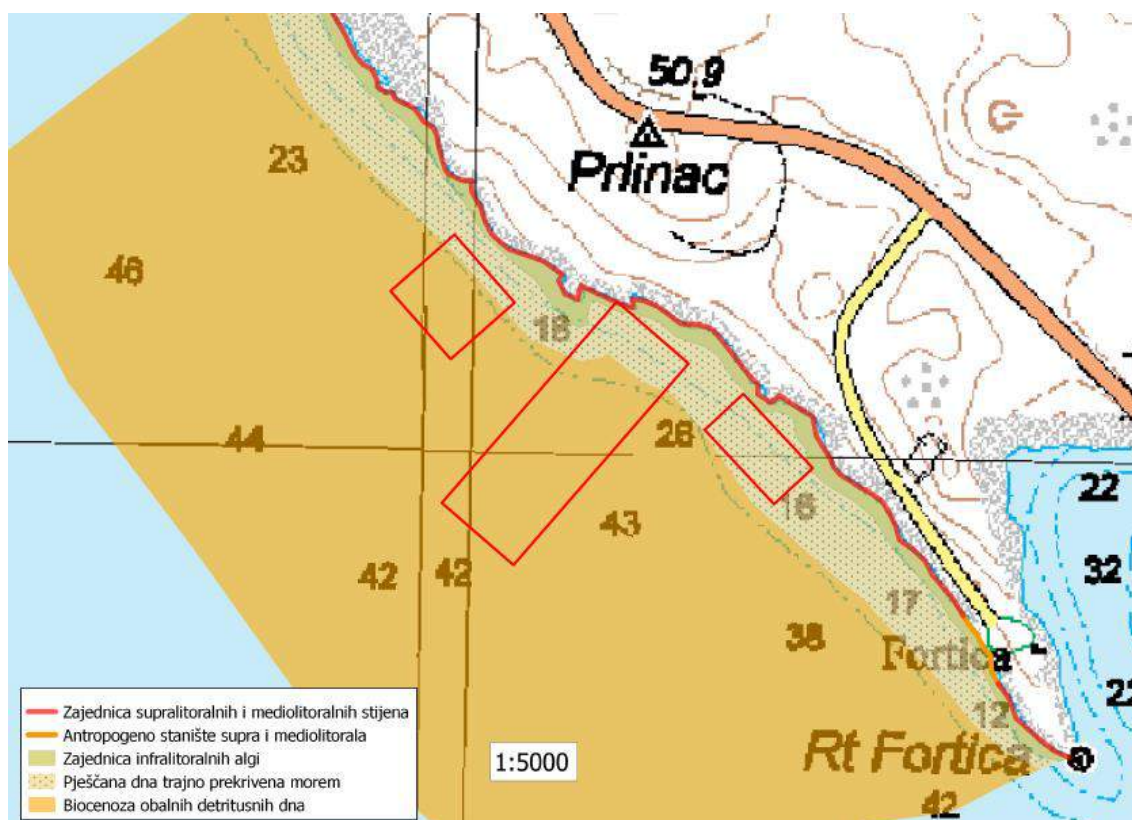 50.9
Prlinac
23
46
18
44
26
43
16
42
42
38
17
Fortica
12
Rt Fortica
42
22
32
22
Zajednica supralitoralnih i mediolitoralnih stijena
Antropogeno stanište supra i mediolitorala
Zajednica infralitoralnih algi
Pješčana dna trajno prekrivena morem
Biocenoza obalnih detritusnih dna
1:5000